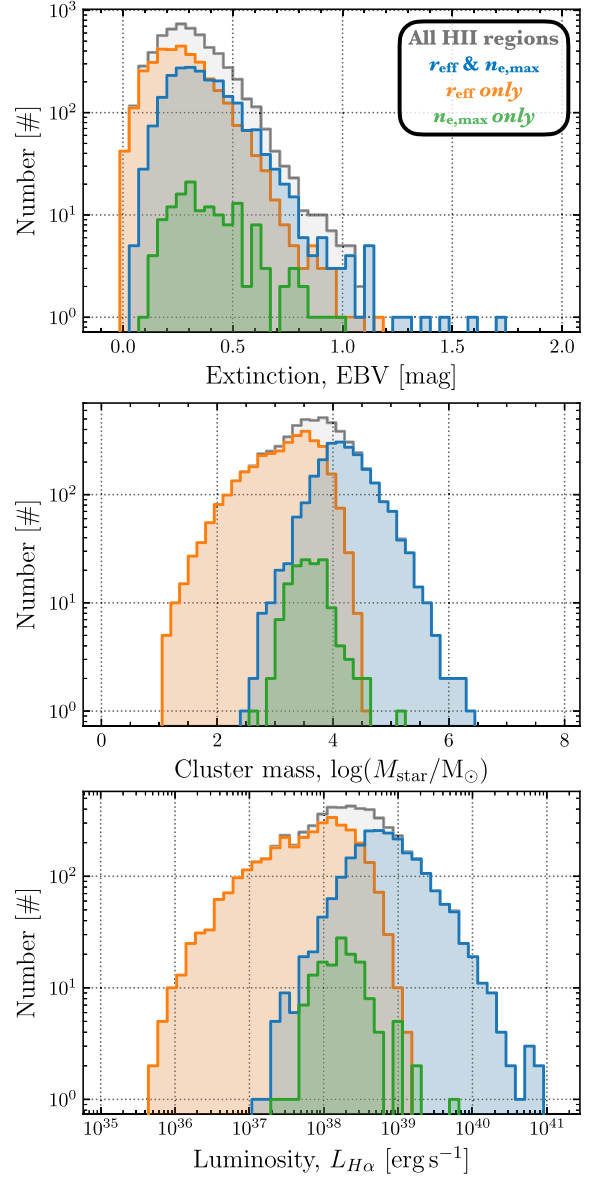 10³
10²
10¹
10⁰
Number [#]
All HII regions
r_eff & n_e,max
r_eff only
n_e,max only
0.0 0.5 1.0 1.5 2.0
Extinction, EBV [mag]
10²
10¹
10⁰
Number [#]
0 2 4 6 8
Cluster mass, log(M_star/M_⊙)
10²
10¹
10⁰
Number [#]
10³⁵ 10³⁶ 10³⁷ 10³⁸ 10³⁹ 10⁴⁰ 10⁴¹
Luminosity, L_Hα [erg s⁻¹]